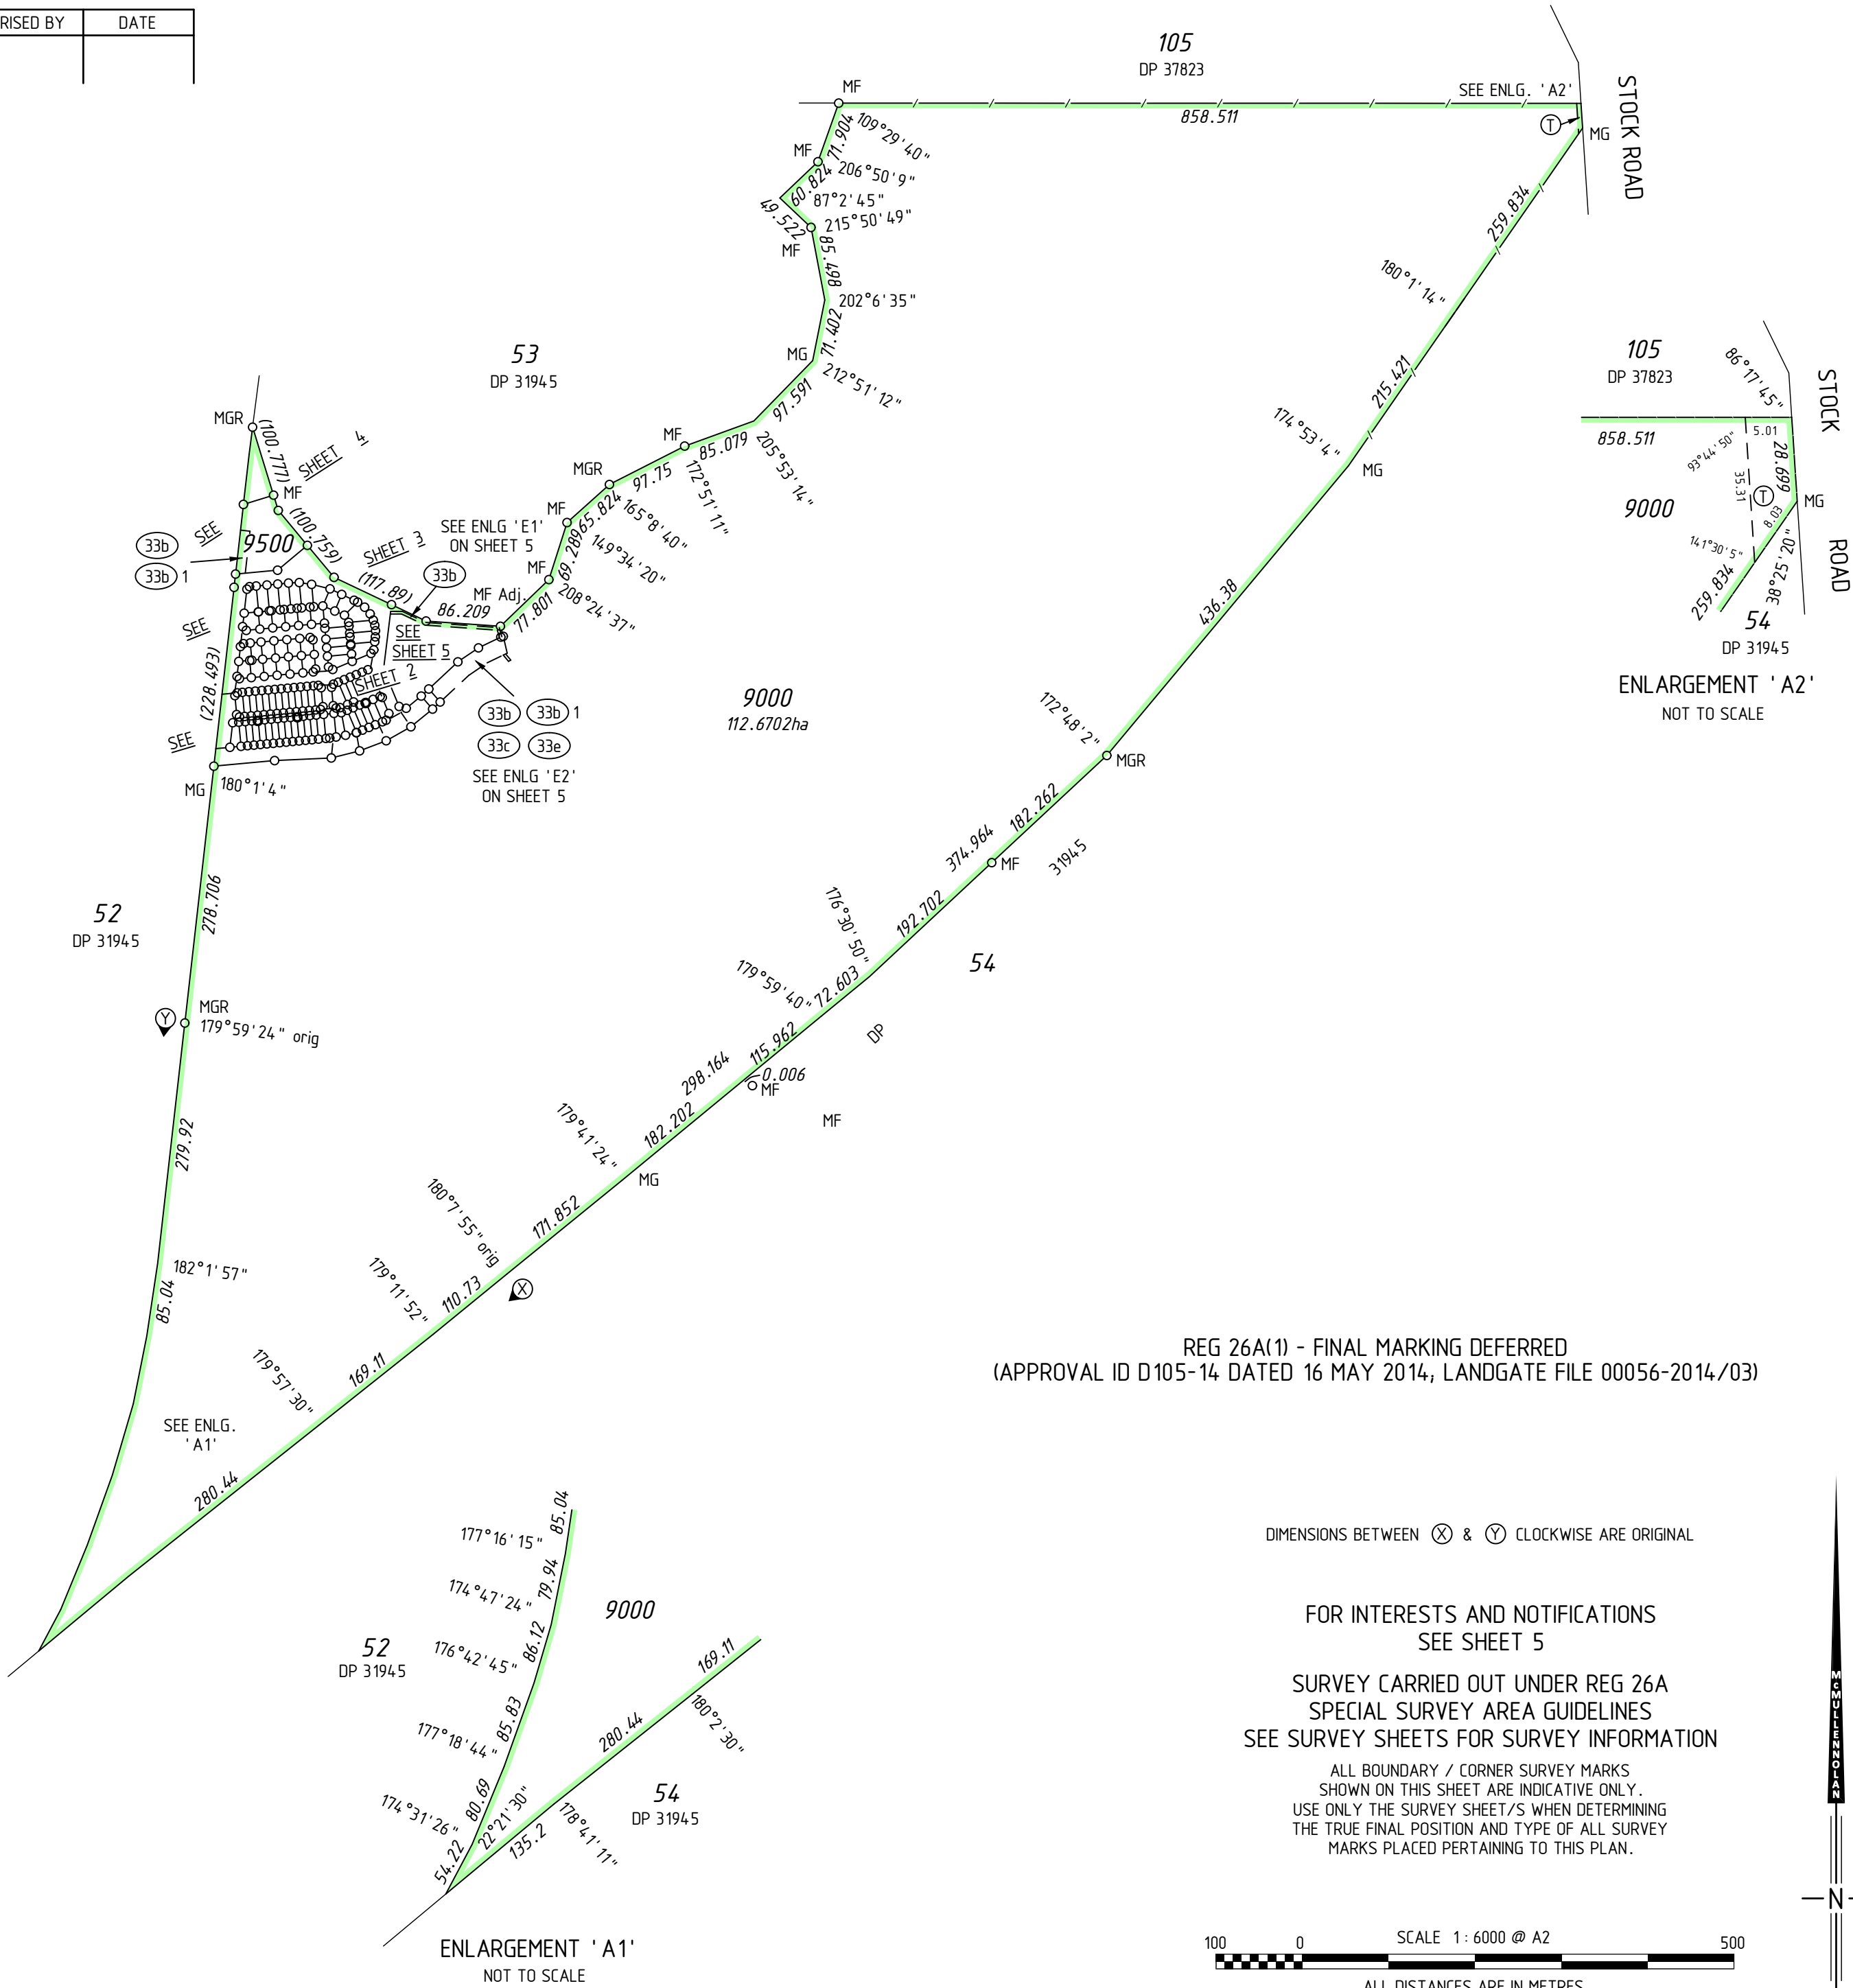 RISED BY
DATE
105
DP 37823
SEE ENLG. 'A2'
STOCK ROAD
MF
858.511
T
MG
71.904
109°29'40"
MF
206°50'9"
60.824
87°2'45"
49.522
215°50'49"
MF
85.498
202°6'35"
71.402
MG
212°51'12"
97.591
259.834
180°1'14"
215.421
174°53'4"
MG
53
DP 31945
MF
85.079
205°53'14"
MGR
97.75
172°51'11"
MF
65.824
165°8'40"
69.289
149°34'20"
MF
208°24'37"
77.801
MF Adj.
86.209
SEE ENLG 'E1'
ON SHEET 5
MGR
(100.777)
SHEET 4
MF
(100.759)
SHEET 3
(117.89)
33b
9500
SEE
33b
33b 1
SEE
SHEET 5
SEE
SHEET 2
(228.493)
SEE
MG
180°1'4"
33b
33b 1
33c
33e
SEE ENLG 'E2'
ON SHEET 5
9000
112.6702ha
436.38
172°48'2"
MGR
182.262
374.964
MF
31945
192.702
176°30'50"
54
72.603
179°59'40"
DP
115.962
298.164
0.006
MF
MF
182.202
179°41'24"
MG
171.852
180°7'55" orig
X
110.73
179°11'52"
169.11
179°57'30"
280.44
278.706
52
DP 31945
Y
MGR
179°59'24" orig
279.92
182°1'57"
85.04
SEE ENLG.
'A1'
105
DP 37823
86°17'45"
STOCK
ROAD
858.511
5.01
93°44'50"
28.699
35.31
T
MG
9000
8.03
141°30'5"
259.834
38°25'20"
54
DP 31945
ENLARGEMENT 'A2'
NOT TO SCALE
REG 26A(1) - FINAL MARKING DEFERRED
(APPROVAL ID D105-14 DATED 16 MAY 2014; LANDGATE FILE 00056-2014/03)
85.04
177°16'15"
79.94
174°47'24"
9000
86.12
52
DP 31945
176°42'45"
169.11
85.83
180°2'30"
177°18'44"
280.44
80.69
54
DP 31945
174°31'26"
22°21'30"
178°41'11"
135.2
54.22
ENLARGEMENT 'A1'
NOT TO SCALE
DIMENSIONS BETWEEN X & Y CLOCKWISE ARE ORIGINAL
FOR INTERESTS AND NOTIFICATIONS
SEE SHEET 5
SURVEY CARRIED OUT UNDER REG 26A
SPECIAL SURVEY AREA GUIDELINES
SEE SURVEY SHEETS FOR SURVEY INFORMATION
ALL BOUNDARY / CORNER SURVEY MARKS
SHOWN ON THIS SHEET ARE INDICATIVE ONLY.
USE ONLY THE SURVEY SHEET/S WHEN DETERMINING
THE TRUE FINAL POSITION AND TYPE OF ALL SURVEY
MARKS PLACED PERTAINING TO THIS PLAN.
McMULLENNOLAN
N
SCALE 1:6000 @ A2
100 0 500
ALL DISTANCES ARE IN METRES